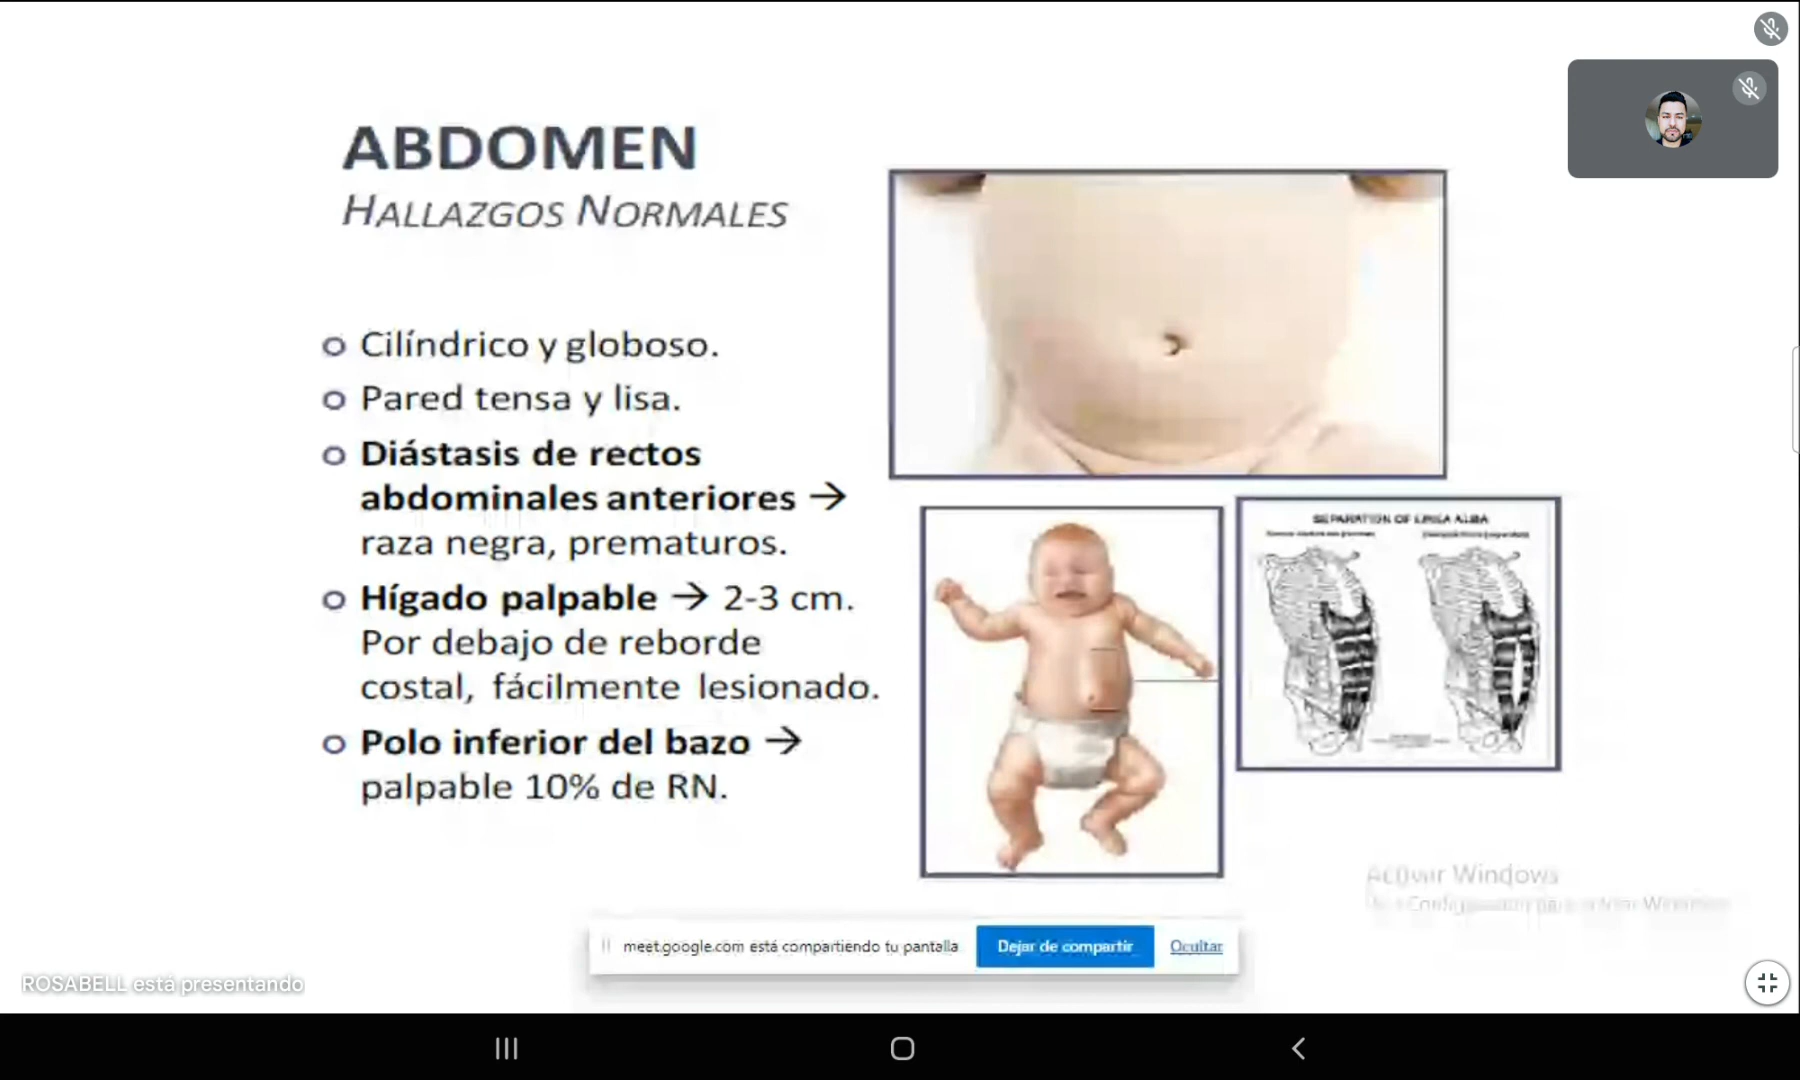 ABDOMEN
HALLAZGOS NORMALES
Cilíndrico y globoso.
Pared tensa y lisa.
Diástasis de rectos
abdominales anteriores →
raza negra, prematuros.
Hígado palpable → 2-3 cm.
Por debajo de reborde
costal, fácilmente lesionado.
Polo inferior del bazo →
palpable 10% de RN.
SEPARATION OF LINEA ALBA
Activar Windows
meet.google.com está compartiendo tu pantalla
Dejar de compartir
Ocultar
ROSABELL está presentando